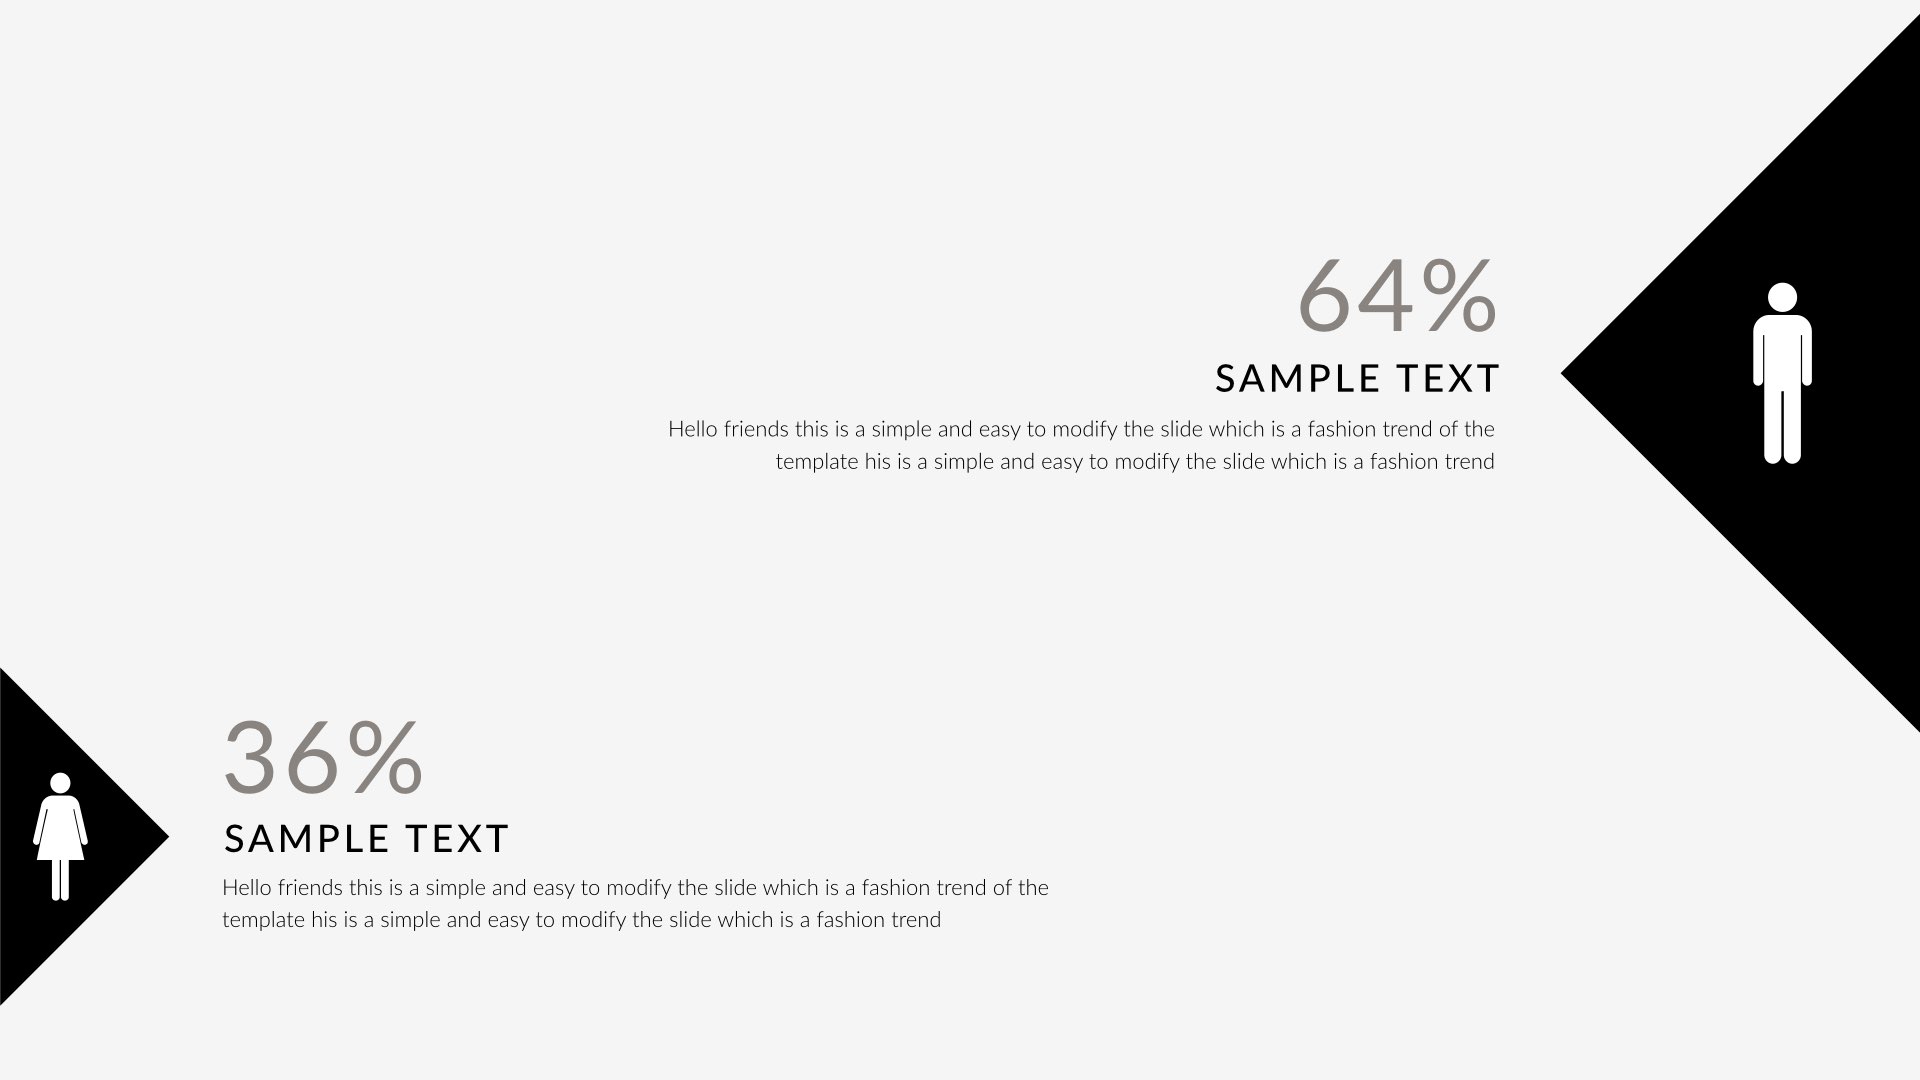 64%
SAMPLE TEXT
Hello friends this is a simple and easy to modify the slide which is a fashion trend of the
template his is a simple and easy to modify the slide which is a fashion trend
36%
SAMPLE TEXT
Hello friends this is a simple and easy to modify the slide which is a fashion trend of the
template his is a simple and easy to modify the slide which is a fashion trend